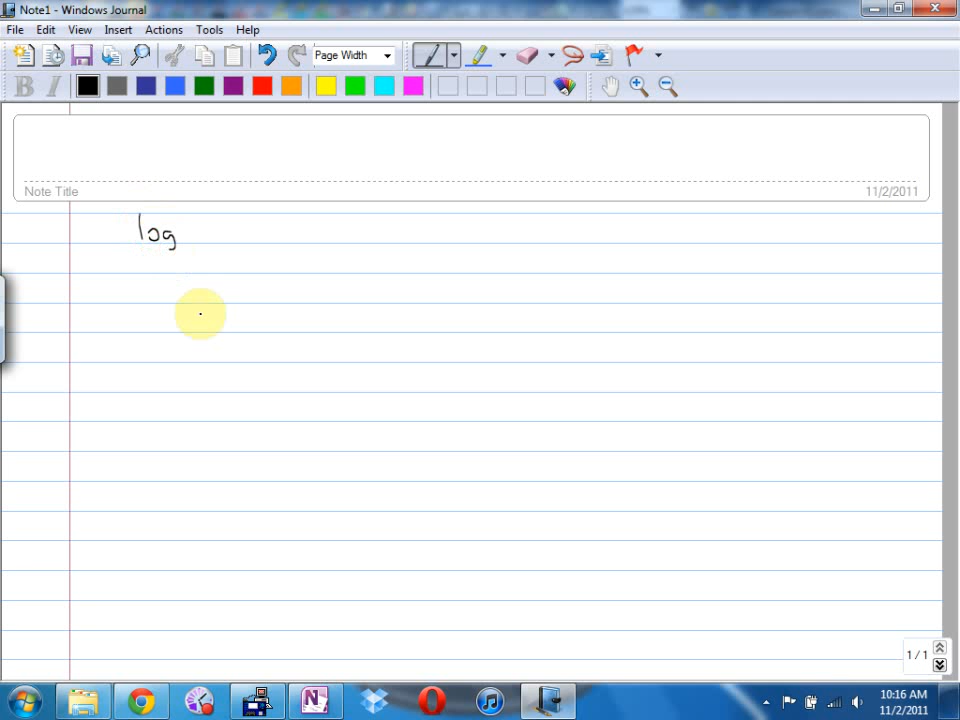 Note1 - Windows Journal
File Edit View Insert Actions Tools Help
Page Width
B I
Note Title 11/2/2011
log
1 / 1
N
10:16 AM
11/2/2011